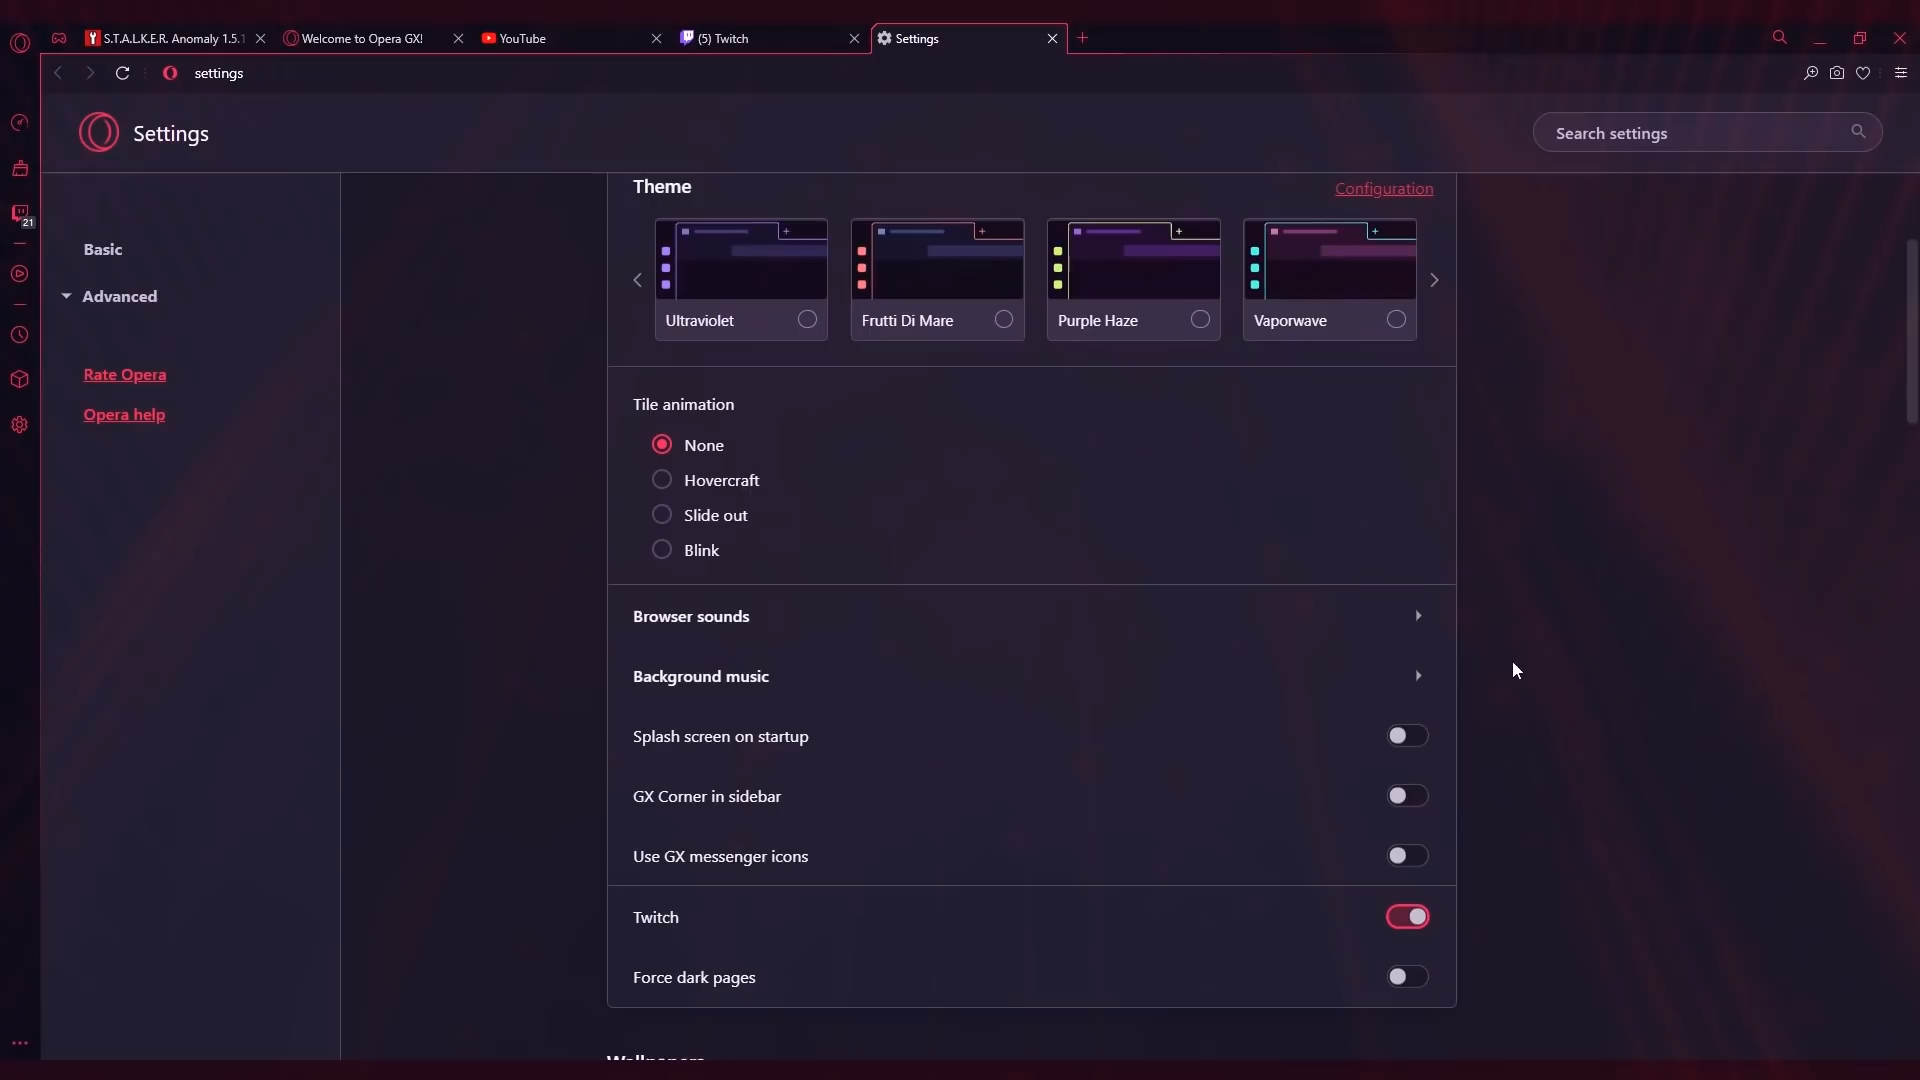 S.T.A.L.K.E.R. Anomaly 1.5.1
Welcome to Opera GX!
YouTube
(5) Twitch
Settings
settings
Settings
Search settings
21
Basic
Advanced
Rate Opera
Opera help
Theme
Configuration
Ultraviolet
Frutti Di Mare
Purple Haze
Vaporwave
Tile animation
None
Hovercraft
Slide out
Blink
Browser sounds
Background music
Splash screen on startup
GX Corner in sidebar
Use GX messenger icons
Twitch
Force dark pages